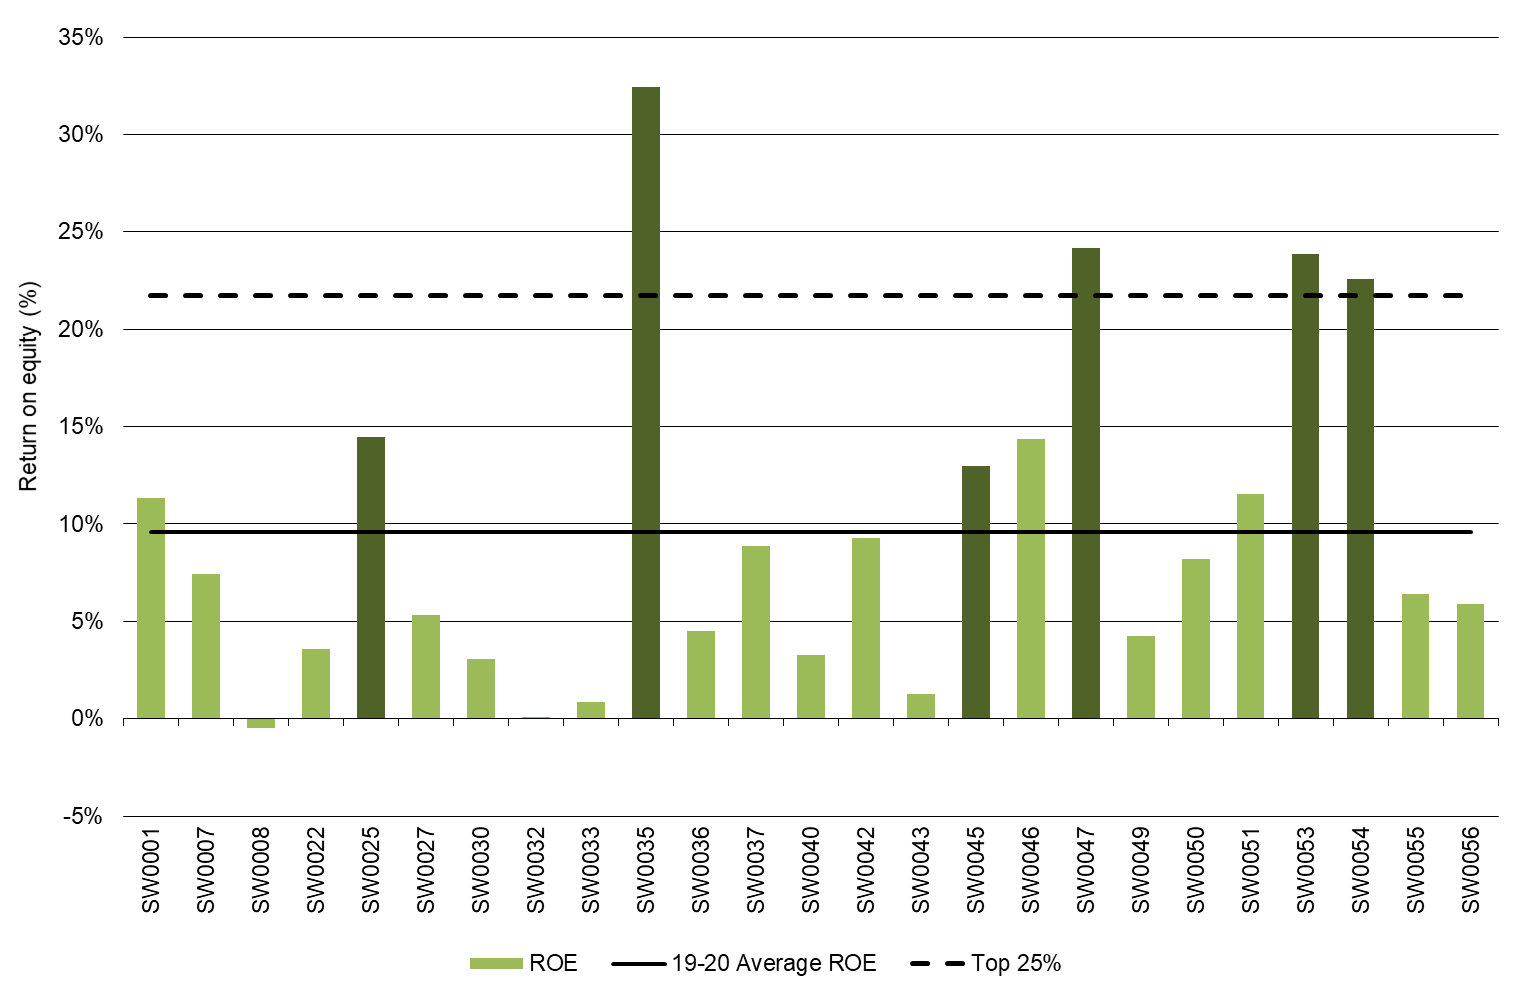 35%
30%
25%
20%
15%
10%
5%
0%
-5%
Return on equity (%)
SW0001
SW0007
SW0008
SW0022
SW0025
SW0027
SW0030
SW0032
SW0033
SW0035
SW0036
SW0037
SW0040
SW0042
SW0043
SW0045
SW0046
SW0047
SW0049
SW0050
SW0051
SW0053
SW0054
SW0055
SW0056
ROE 19-20 Average ROE Top 25%